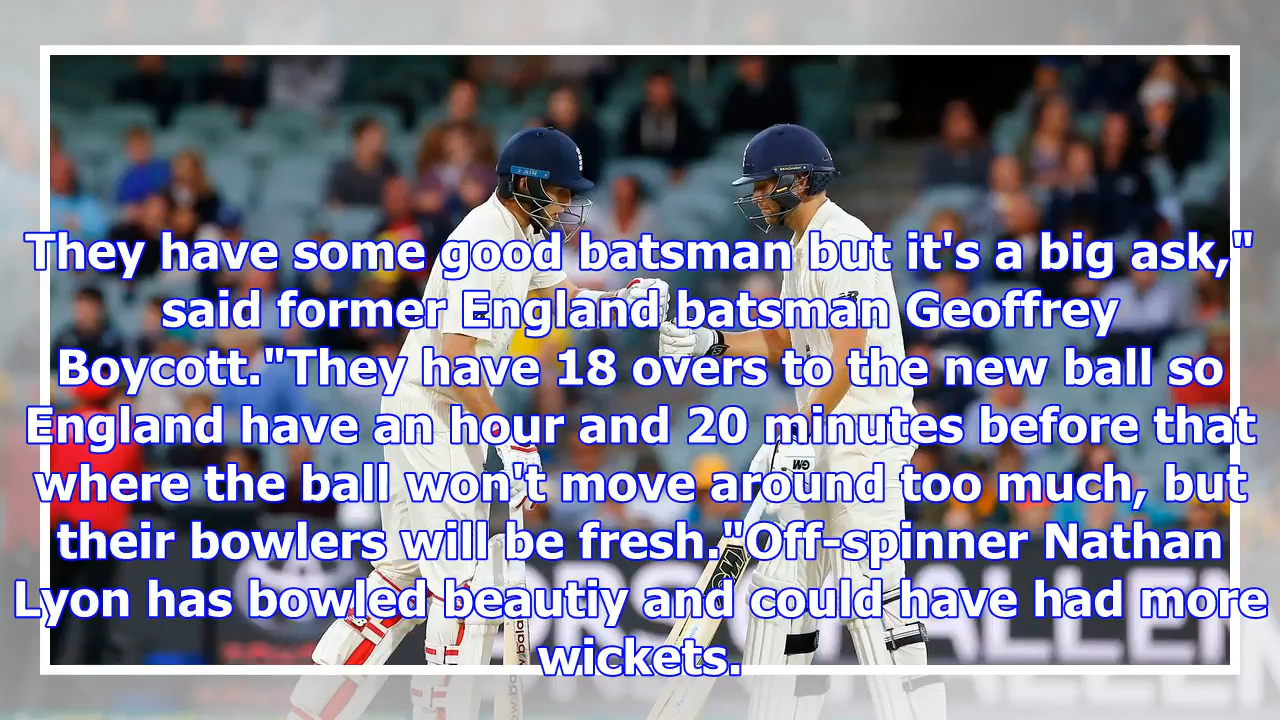 They have some good batsman but it's a big ask,"
said former England batsman Geoffrey
Boycott."They have 18 overs to the new ball so
England have an hour and 20 minutes before that
where the ball won't move around too much, but
their bowlers will be fresh."Off-spinner Nathan
Lyon has bowled beautiy and could have had more
wickets.